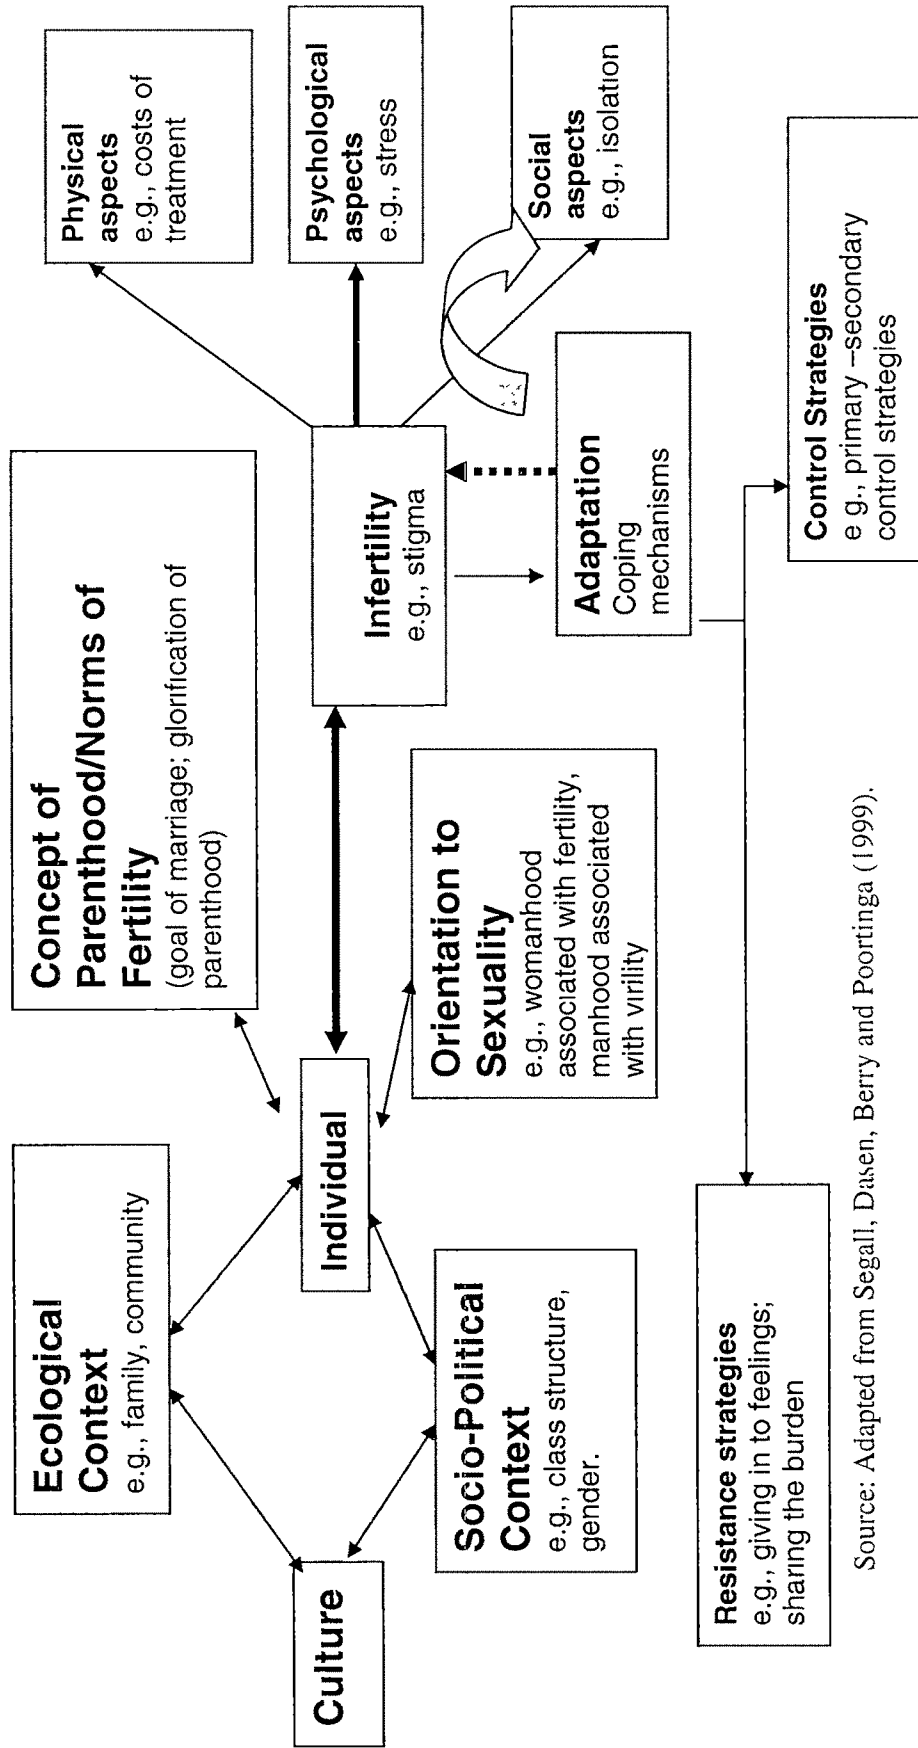 Culture
Ecological
Context
e.g., family, community
Socio-Political
Context
e.g., class structure,
gender.
Individual
Concept of
Parenthood/Norms of
Fertility
(goal of marriage; glorification of
parenthood)
Orientation to
Sexuality
e.g., womanhood
associated with fertility,
manhood associated
with virility
Infertility
e.g., stigma
Physical
aspects
e.g., costs of
treatment
Psychological
aspects
e.g., stress
Social
aspects
e.g., isolation
Adaptation
Coping
mechanisms
Resistance strategies
e.g., giving in to feelings;
sharing the burden
Control Strategies
e g., primary –secondary
control strategies
Source: Adapted from Segall, Dasen, Berry and Poortinga (1999).